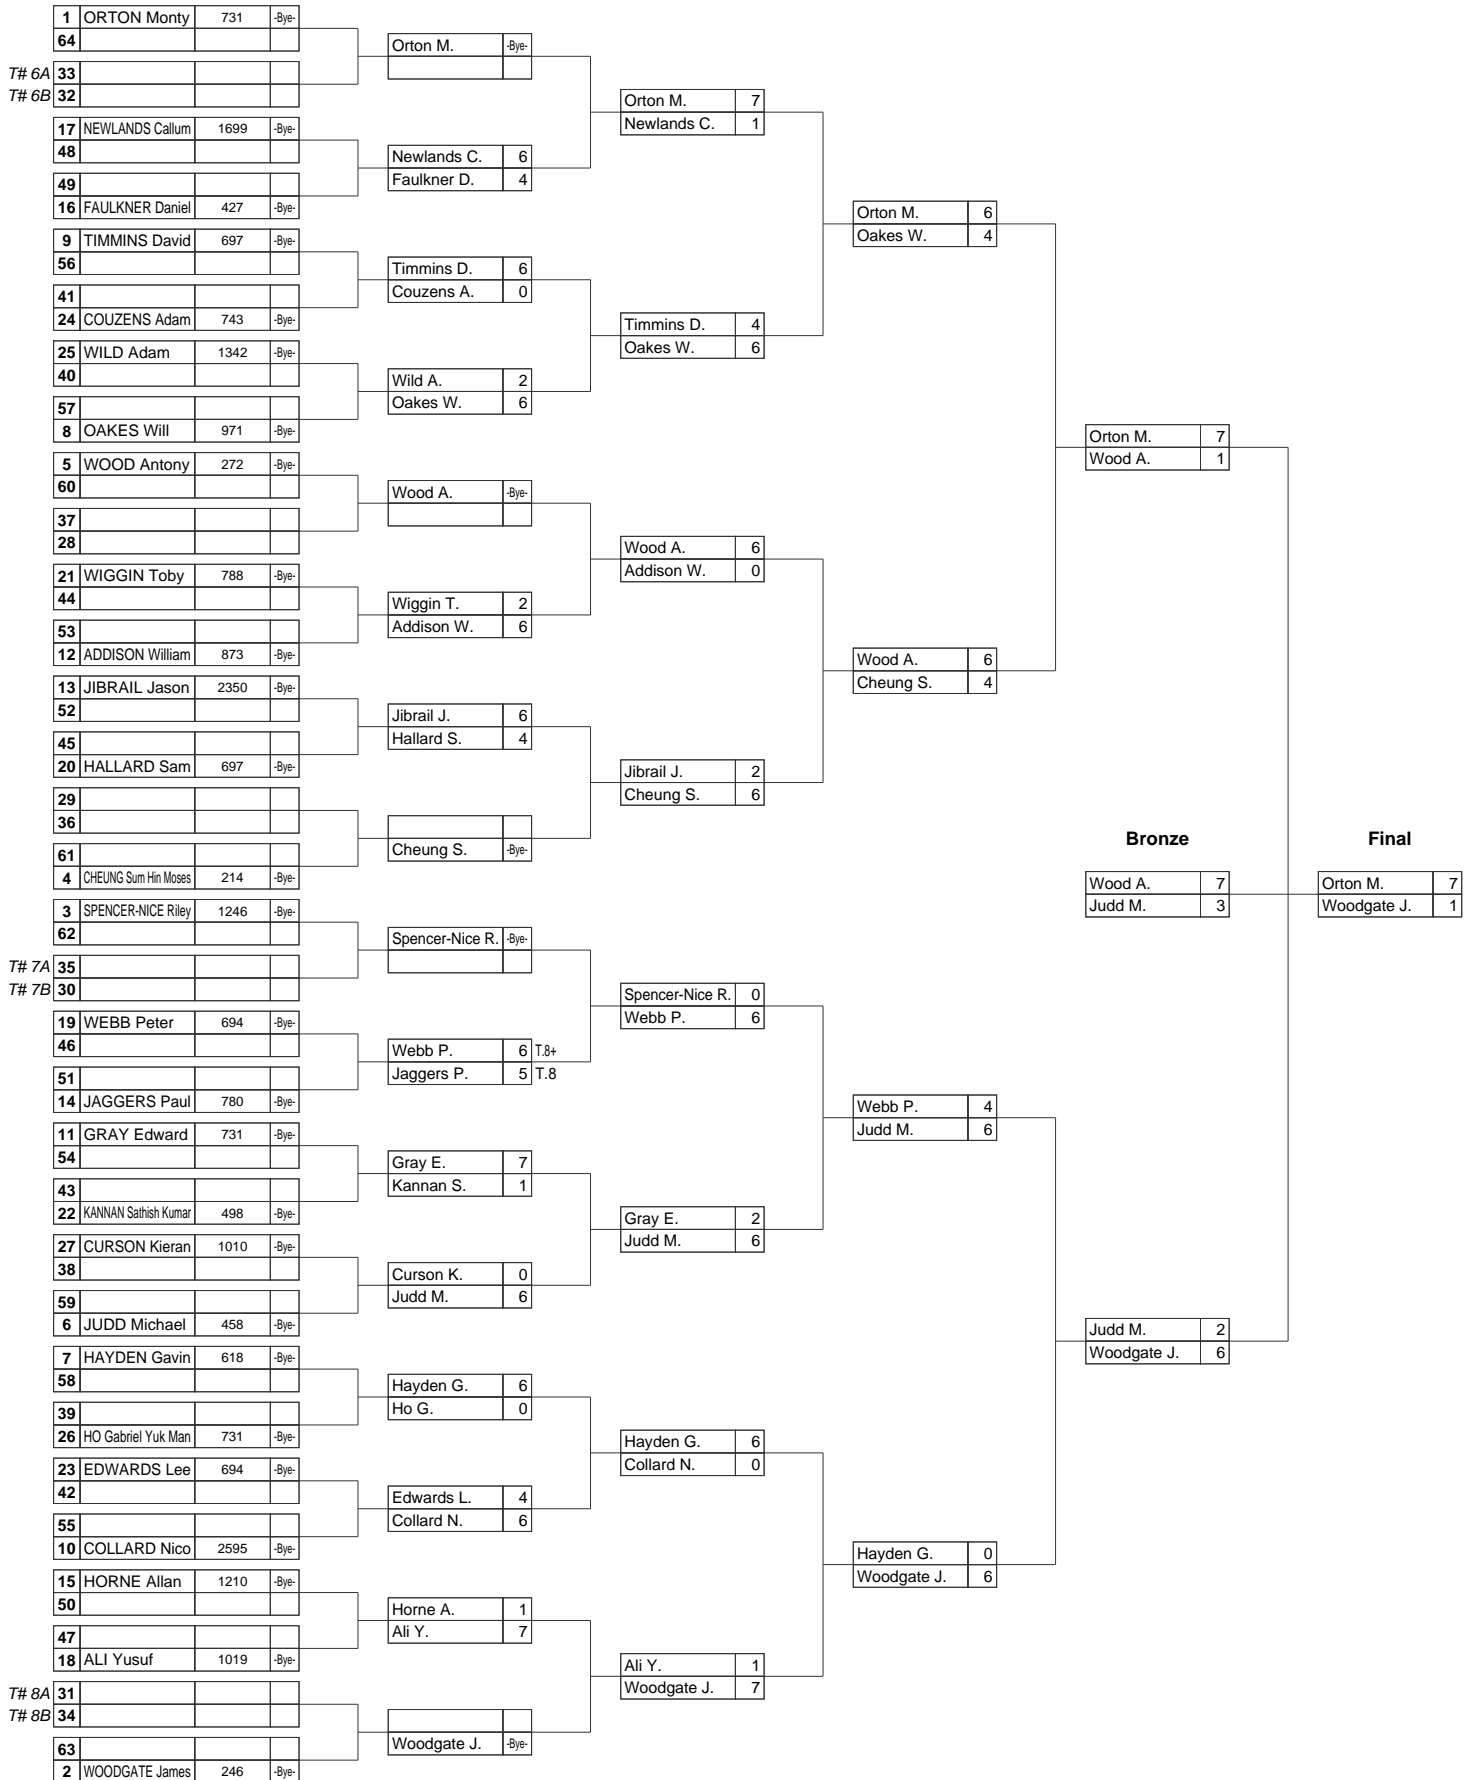 1 ORTON Monty 731 -Bye-
64
T# 6A 33
T# 6B 32
17 NEWLANDS Callum 1699 -Bye-
48
49
16 FAULKNER Daniel 427 -Bye-
9 TIMMINS David 697 -Bye-
56
41
24 COUZENS Adam 743 -Bye-
25 WILD Adam 1342 -Bye-
40
57
8 OAKES Will 971 -Bye-
5 WOOD Antony 272 -Bye-
60
37
28
21 WIGGIN Toby 788 -Bye-
44
53
12 ADDISON William 873 -Bye-
13 JIBRAIL Jason 2350 -Bye-
52
45
20 HALLARD Sam 697 -Bye-
29
36
61
4 CHEUNG Sum Hin Moses 214 -Bye-
3 SPENCER-NICE Riley 1246 -Bye-
62
T# 7A 35
T# 7B 30
19 WEBB Peter 694 -Bye-
46
51
14 JAGGERS Paul 780 -Bye-
11 GRAY Edward 731 -Bye-
54
43
22 KANNAN Sathish Kumar 498 -Bye-
27 CURSON Kieran 1010 -Bye-
38
59
6 JUDD Michael 458 -Bye-
7 HAYDEN Gavin 618 -Bye-
58
39
26 HO Gabriel Yuk Man 731 -Bye-
23 EDWARDS Lee 694 -Bye-
42
55
10 COLLARD Nico 2595 -Bye-
15 HORNE Allan 1210 -Bye-
50
47
18 ALI Yusuf 1019 -Bye-
T# 8A 31
T# 8B 34
63
2 WOODGATE James 246 -Bye-
Orton M. -Bye-
Newlands C. 6
Faulkner D. 4
Timmins D. 6
Couzens A. 0
Wild A. 2
Oakes W. 6
Wood A. -Bye-
Wiggin T. 2
Addison W. 6
Jibrail J. 6
Hallard S. 4
Cheung S. -Bye-
Spencer-Nice R. -Bye-
Webb P. 6 T.8+
Jaggers P. 5 T.8
Gray E. 7
Kannan S. 1
Curson K. 0
Judd M. 6
Hayden G. 6
Ho G. 0
Edwards L. 4
Collard N. 6
Horne A. 1
Ali Y. 7
Woodgate J. -Bye-
Orton M. 7
Newlands C. 1
Timmins D. 4
Oakes W. 6
Wood A. 6
Addison W. 0
Jibrail J. 2
Cheung S. 6
Spencer-Nice R. 0
Webb P. 6
Gray E. 2
Judd M. 6
Hayden G. 6
Collard N. 0
Ali Y. 1
Woodgate J. 7
Orton M. 6
Oakes W. 4
Wood A. 6
Cheung S. 4
Webb P. 4
Judd M. 6
Hayden G. 0
Woodgate J. 6
Orton M. 7
Wood A. 1
Judd M. 2
Woodgate J. 6
Bronze
Wood A. 7
Judd M. 3
Final
Orton M. 7
Woodgate J. 1